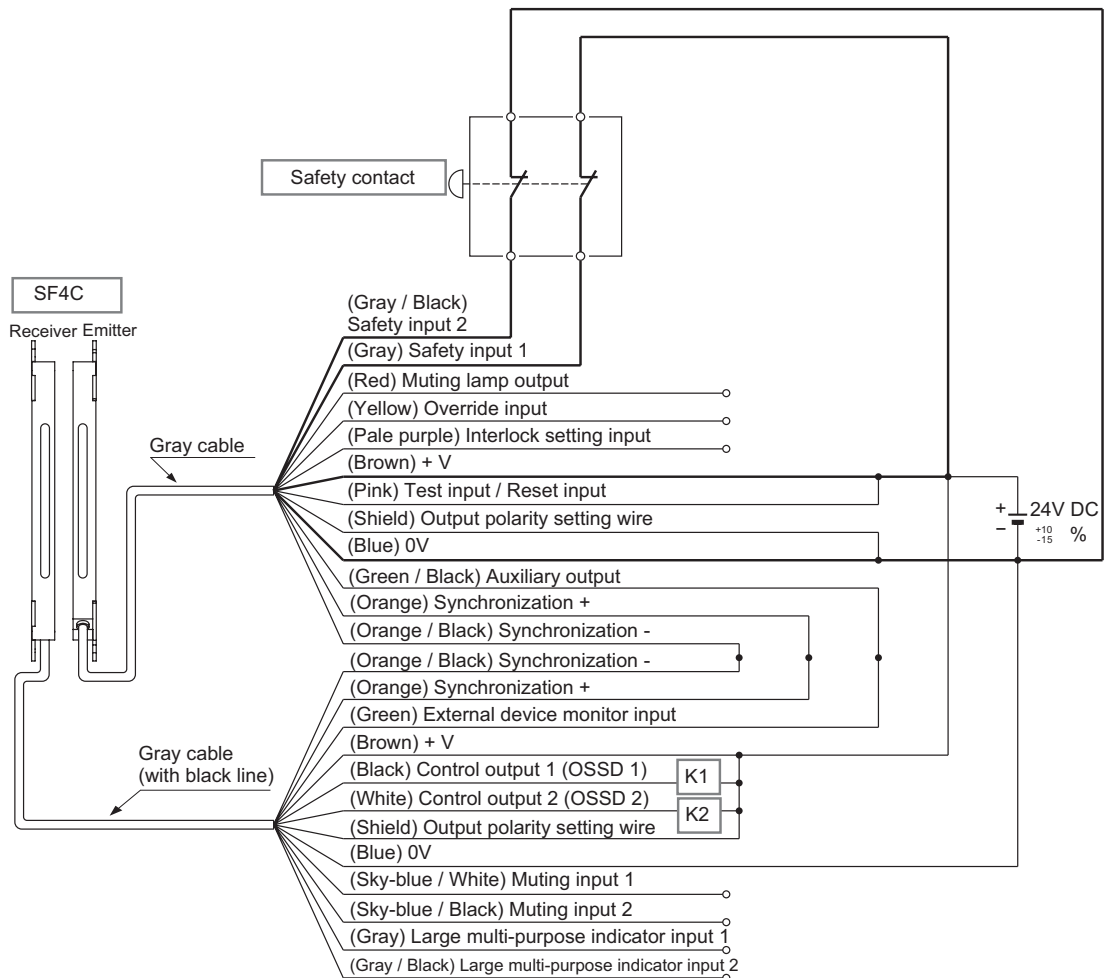 Safety contact
SF4C
Receiver Emitter
(Gray / Black)
Safety input 2
(Gray) Safety input 1
(Red) Muting lamp output
(Yellow) Override input
(Pale purple) Interlock setting input
Gray cable
(Brown) + V
(Pink) Test input / Reset input
(Shield) Output polarity setting wire
+ 24V DC
− +10 -15 %
(Blue) 0V
(Green / Black) Auxiliary output
(Orange) Synchronization +
(Orange / Black) Synchronization -
(Orange / Black) Synchronization -
(Orange) Synchronization +
(Green) External device monitor input
(Brown) + V
Gray cable
(with black line)
(Black) Control output 1 (OSSD 1)
K1
(White) Control output 2 (OSSD 2)
K2
(Shield) Output polarity setting wire
(Blue) 0V
(Sky-blue / White) Muting input 1
(Sky-blue / Black) Muting input 2
(Gray) Large multi-purpose indicator input 1
(Gray / Black) Large multi-purpose indicator input 2